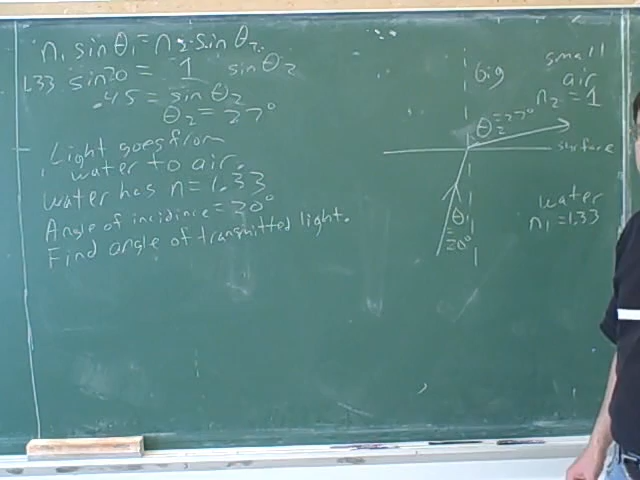 n₁ sin θ₁ = n₂ sin θ₂
1.33 sin 20 = 1 sin θ₂
.45 = sin θ₂
θ₂ = 27°
Light goes from
water to air.
water has n = 1.33
Angle of incidince = 20°
Find angle of transmitted light.
big
small
air
n₂ = 1
θ₂ = 27°
surface
water
n₁ = 1.33
θ₁
= 20°